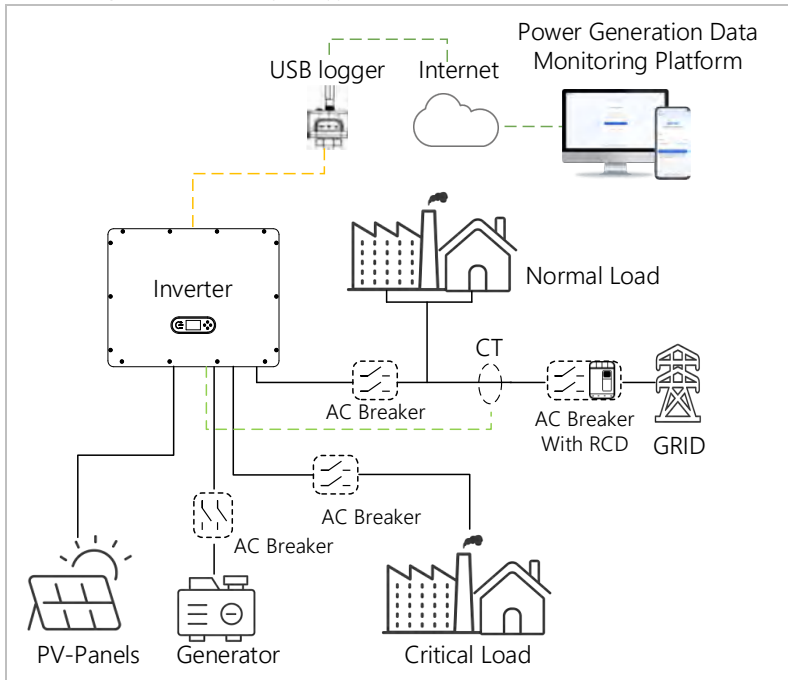 Power Generation Data
Monitoring Platform
USB logger
Internet
Inverter
Normal Load
CT
AC Breaker
AC Breaker
With RCD
GRID
AC Breaker
AC Breaker
PV-Panels
Generator
Critical Load